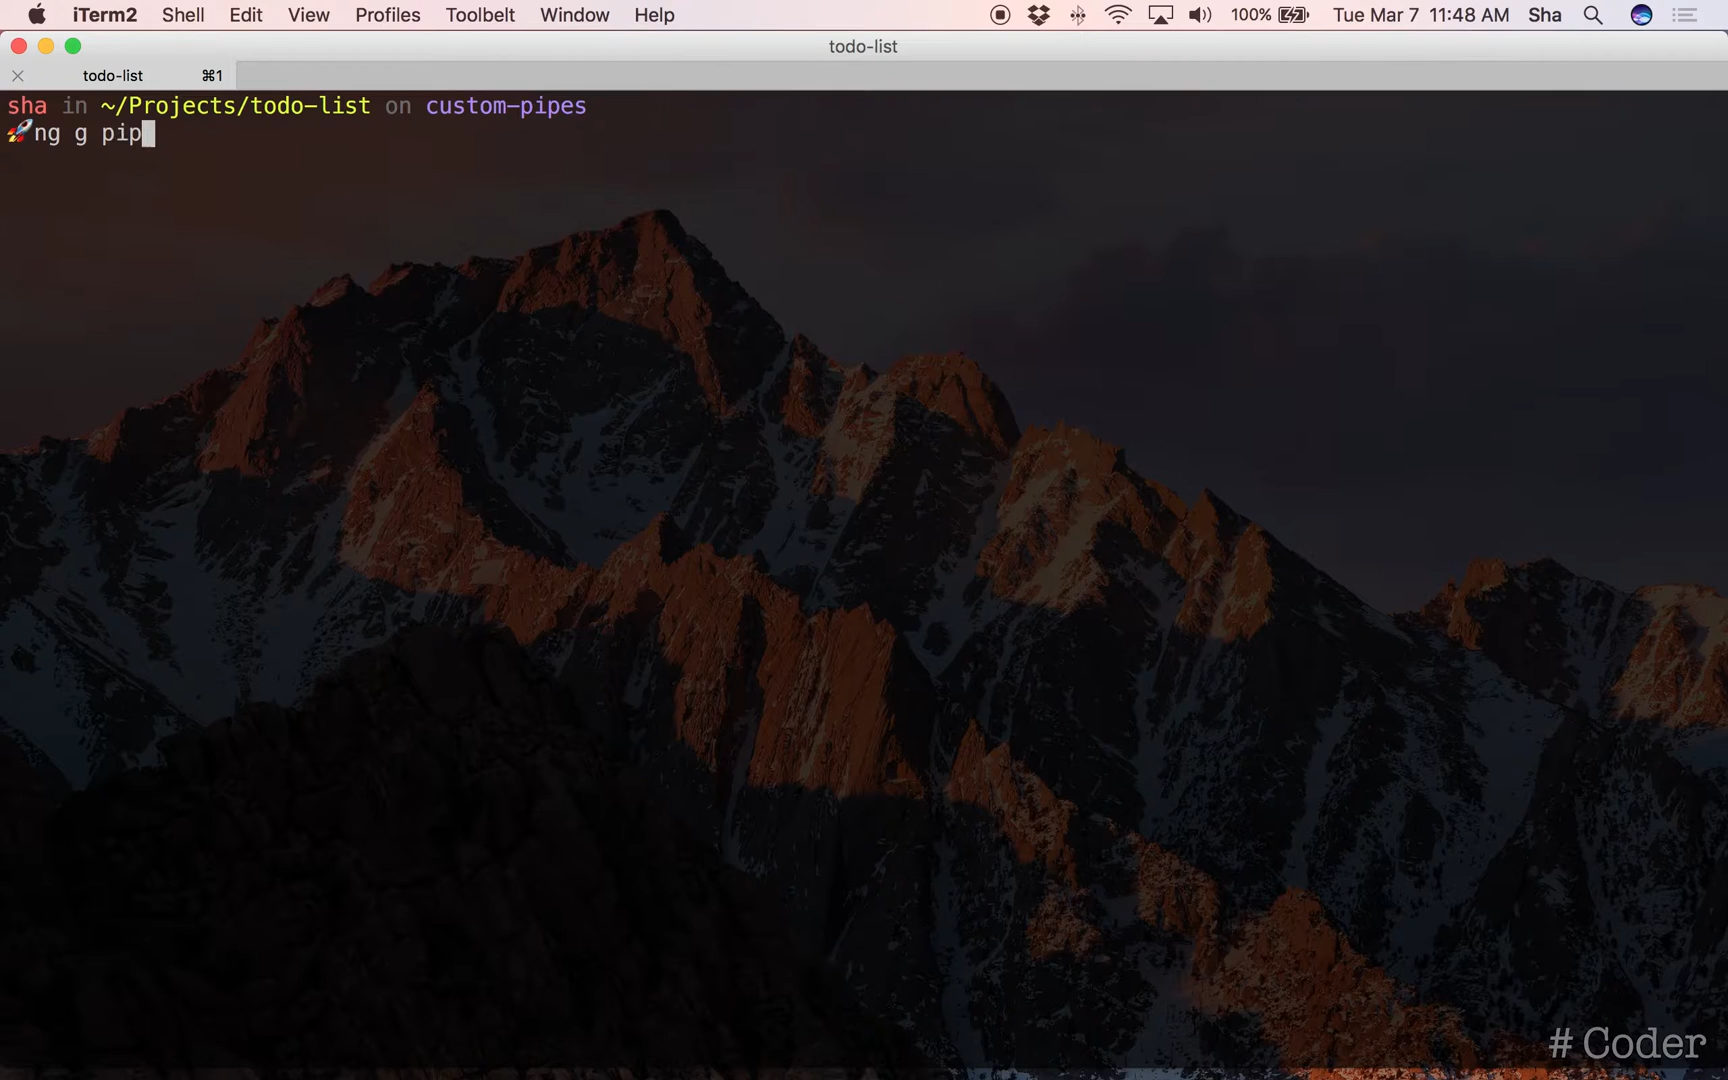 iTerm2 Shell Edit View Profiles Toolbelt Window Help 100% Tue Mar 7 11:48 AM Sha
todo-list
todo-list ⌘1
sha in ~/Projects/todo-list on custom-pipes
🚀ng g pip
# Coder